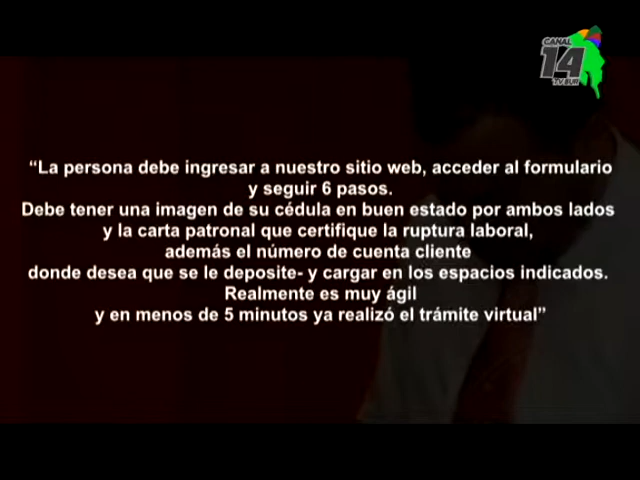 CANAL
14
TV SUR
“La persona debe ingresar a nuestro sitio web, acceder al formulario
y seguir 6 pasos.
Debe tener una imagen de su cédula en buen estado por ambos lados
y la carta patronal que certifique la ruptura laboral,
además el número de cuenta cliente
donde desea que se le deposite- y cargar en los espacios indicados.
Realmente es muy ágil
y en menos de 5 minutos ya realizó el trámite virtual”